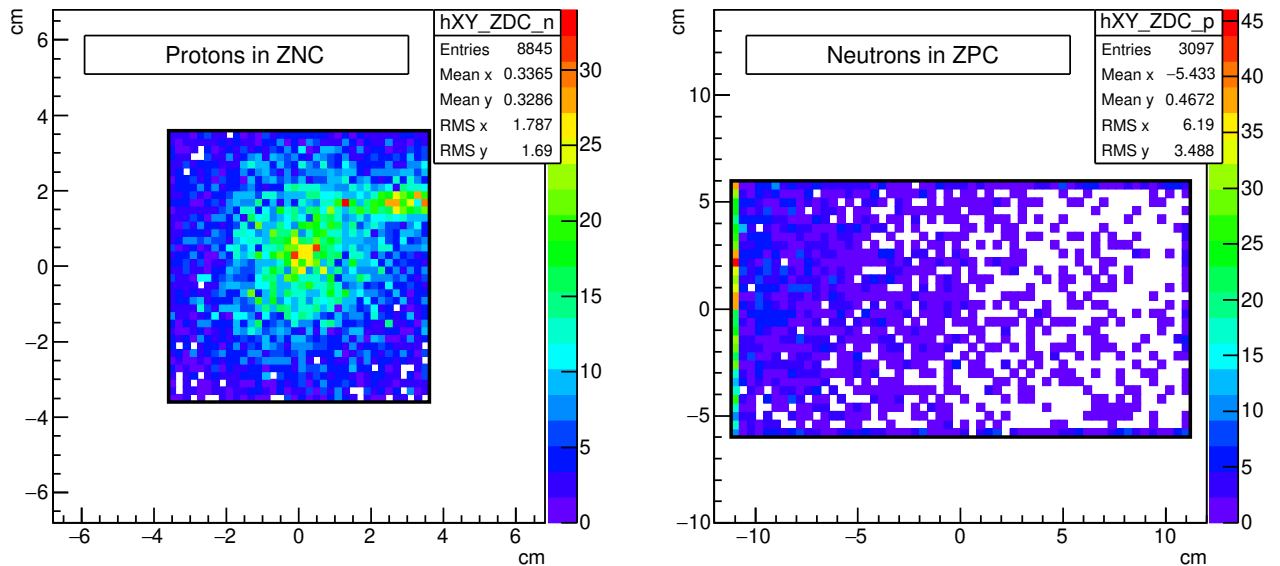 cm
6
4
2
0
−2
−4
−6
−6 −4 −2 0 2 4 6
cm
Protons in ZNC
hXY_ZDC_n
Entries 8845
Mean x 0.3365
Mean y 0.3286
RMS x 1.787
RMS y 1.69
30
25
20
15
10
5
0
cm
10
5
0
−5
−10
−10 −5 0 5 10
cm
Neutrons in ZPC
hXY_ZDC_p
Entries 3097
Mean x −5.433
Mean y 0.4672
RMS x 6.19
RMS y 3.488
45
40
35
30
25
20
15
10
5
0